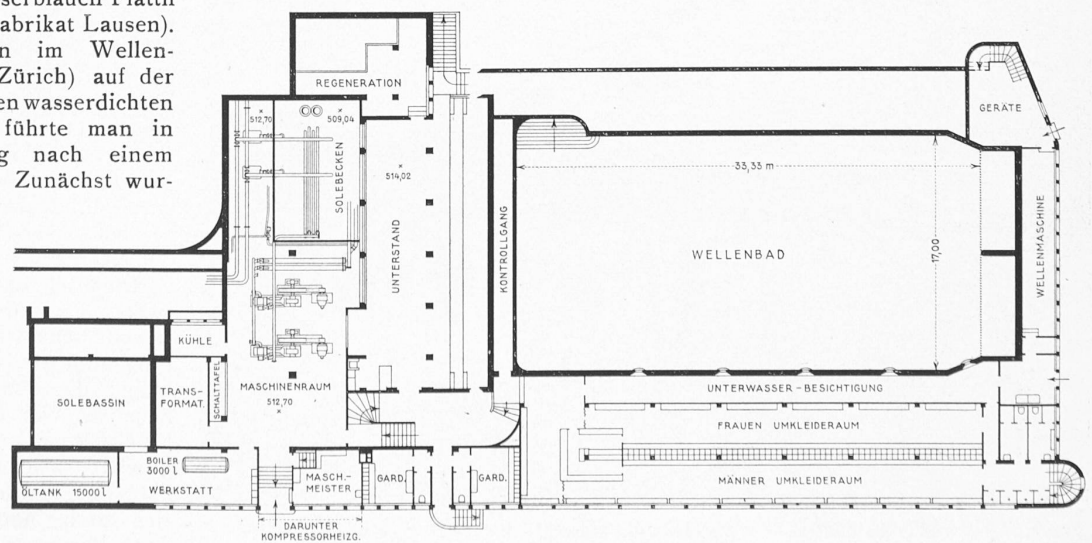 serblauen Plattn
abrikat Lausen).
n im Wellen-
Zürich) auf der
en wasserdichten
führte man in
g nach einem
Zunächst wur-
REGENERATION
GERÄTE
512,70
509,04
SOLEBECKEN
514,02
UNTERSTAND
KONTROLLGANG
33,33 m
17,00
WELLENBAD
WELLENMASCHINE
KÜHLE
TRANS-
FORMAT.
SCHALTTAFEL
MASCHINENRAUM
512,70
SOLEBASSIN
UNTERWASSER-BESICHTIGUNG
FRAUEN UMKLEIDERAUM
MÄNNER UMKLEIDERAUM
BOILER
3000 l
ÖLTANK 15000 l
WERKSTATT
MASCH.-
MEISTER
GARD.
GARD.
DARUNTER
KOMPRESSORHEIZG.